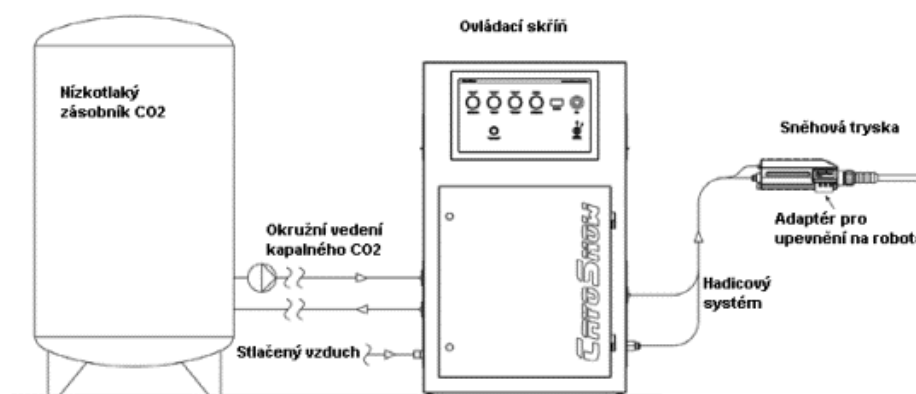 Ovládací skříň
Nízkotlaký
zásobník CO2
Sněhová tryska
Adaptér pro
upevnění na robot
Okružní vedení
kapalného CO2
Hadicový
systém
Stlačený vzduch
CRYOSNOW